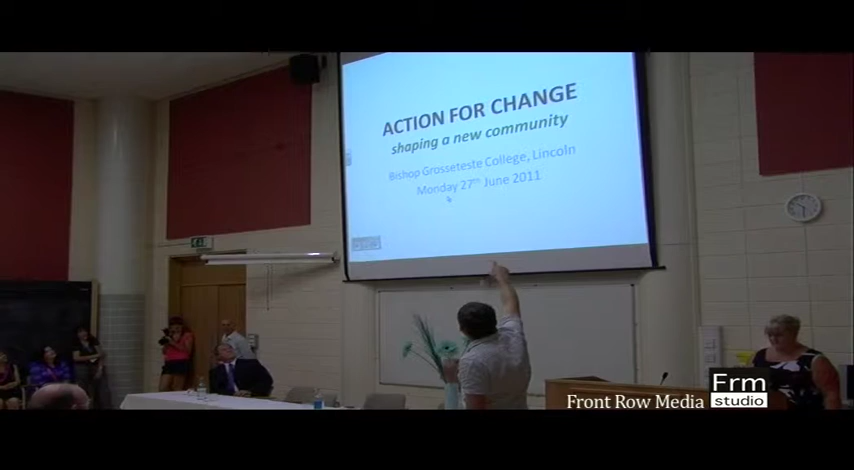 ACTION FOR CHANGE
shaping a new community
Bishop Grosseteste College, Lincoln
Monday 27th June 2011
Front Row Media
Frm
studio